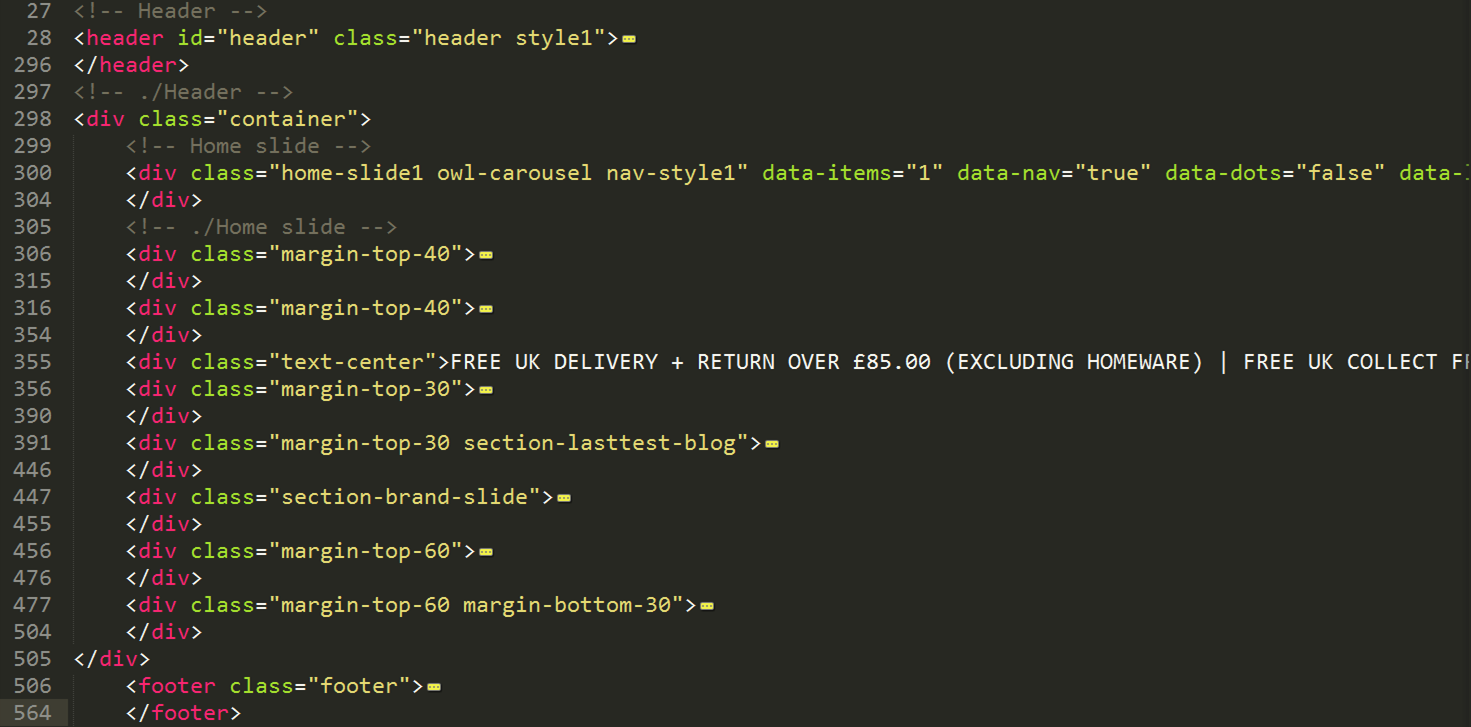 27 <!-- Header -->
28 <header id="header" class="header style1">
296 </header>
297 <!-- ./Header -->
298 <div class="container">
299 <!-- Home slide -->
300 <div class="home-slide1 owl-carousel nav-style1" data-items="1" data-nav="true" data-dots="false" data-
304 </div>
305 <!-- ./Home slide -->
306 <div class="margin-top-40">
315 </div>
316 <div class="margin-top-40">
354 </div>
355 <div class="text-center">FREE UK DELIVERY + RETURN OVER £85.00 (EXCLUDING HOMEWARE) | FREE UK COLLECT
356 <div class="margin-top-30">
390 </div>
391 <div class="margin-top-30 section-lasttest-blog">
446 </div>
447 <div class="section-brand-slide">
455 </div>
456 <div class="margin-top-60">
476 </div>
477 <div class="margin-top-60 margin-bottom-30">
504 </div>
505 </div>
506 <footer class="footer">
564 </footer>